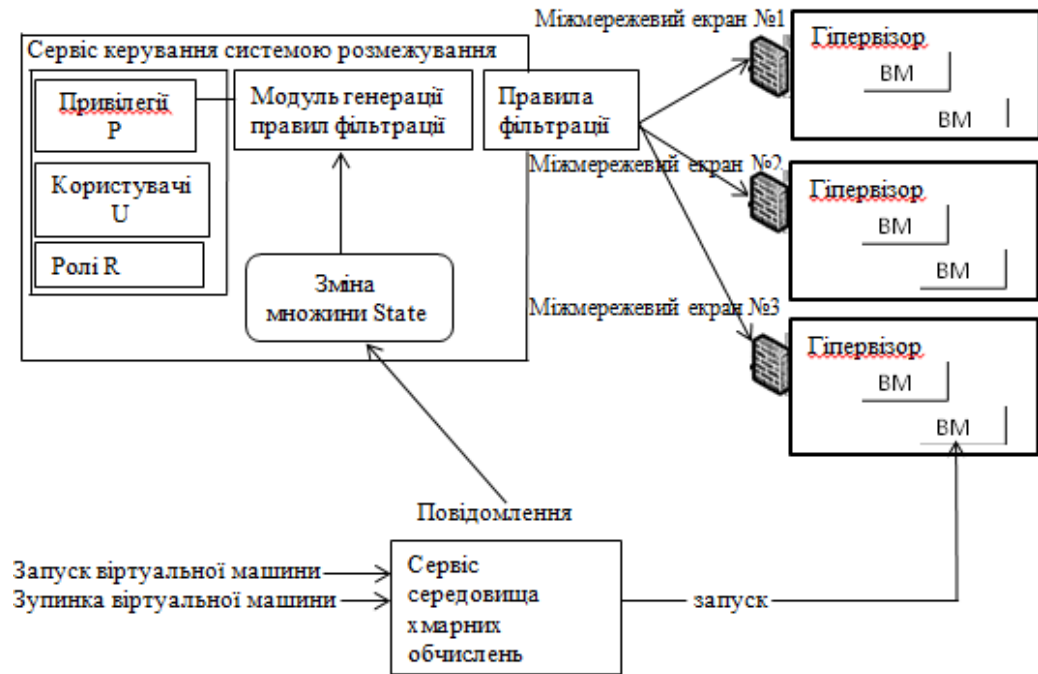 Міжмережевий екран №1
Сервіс керування системою розмежування
Привілегії
P
Користувачі
U
Ролі R
Модуль генерації
правил фільтрації
Зміна
множини State
Правила
фільтрації
Гіпервізор
ВМ
ВМ
Міжмережевий екран №2
Гіпервізор
ВМ
ВМ
Міжмережевий екран №3
Гіпервізор
ВМ
ВМ
Повідомлення
Запуск віртуальної машини
Зупинка віртуальної машини
Сервіс
середовища
хмарних
обчислень
запуск